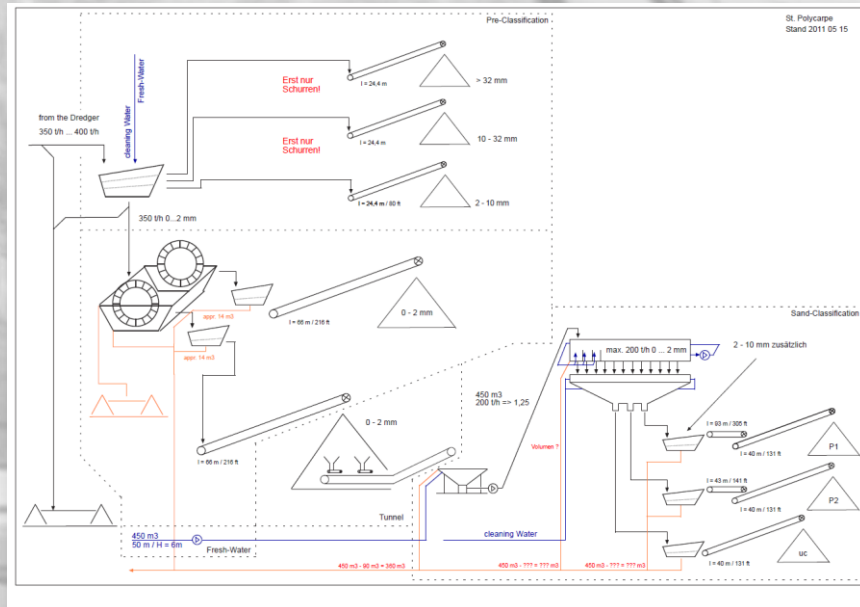 Pre-Classification
St. Polycarpe
Stand 2011 05 15
Fresh-Water
cleaning Water
from the Dredger
350 t/h ... 400 t/h
Erst nur
Schurren!
l = 24,4 m
> 32 mm
Erst nur
Schurren!
l = 24,4 m
10 - 32 mm
l = 24,4 m / 80 ft
2 - 10 mm
350 t/h 0...2 mm
appr. 14 m3
l = 66 m / 216 ft
0 - 2 mm
appr. 14 m3
l = 66 m / 216 ft
0 - 2 mm
Tunnel
Sand-Classification
max. 200 t/h 0 ... 2 mm
2 - 10 mm zusätzlich
450 m3
200 t/h => 1,25
Volumen ?
l = 93 m / 305 ft
l = 40 m / 131 ft
P1
l = 43 m / 141 ft
l = 40 m / 131 ft
P2
l = 40 m / 131 ft
uc
450 m3
50 m / H = 6m
Fresh-Water
cleaning Water
450 m3 - 90 m3 = 360 m3
450 m3 - ??? = ??? m3
450 m3 - ??? = ??? m3